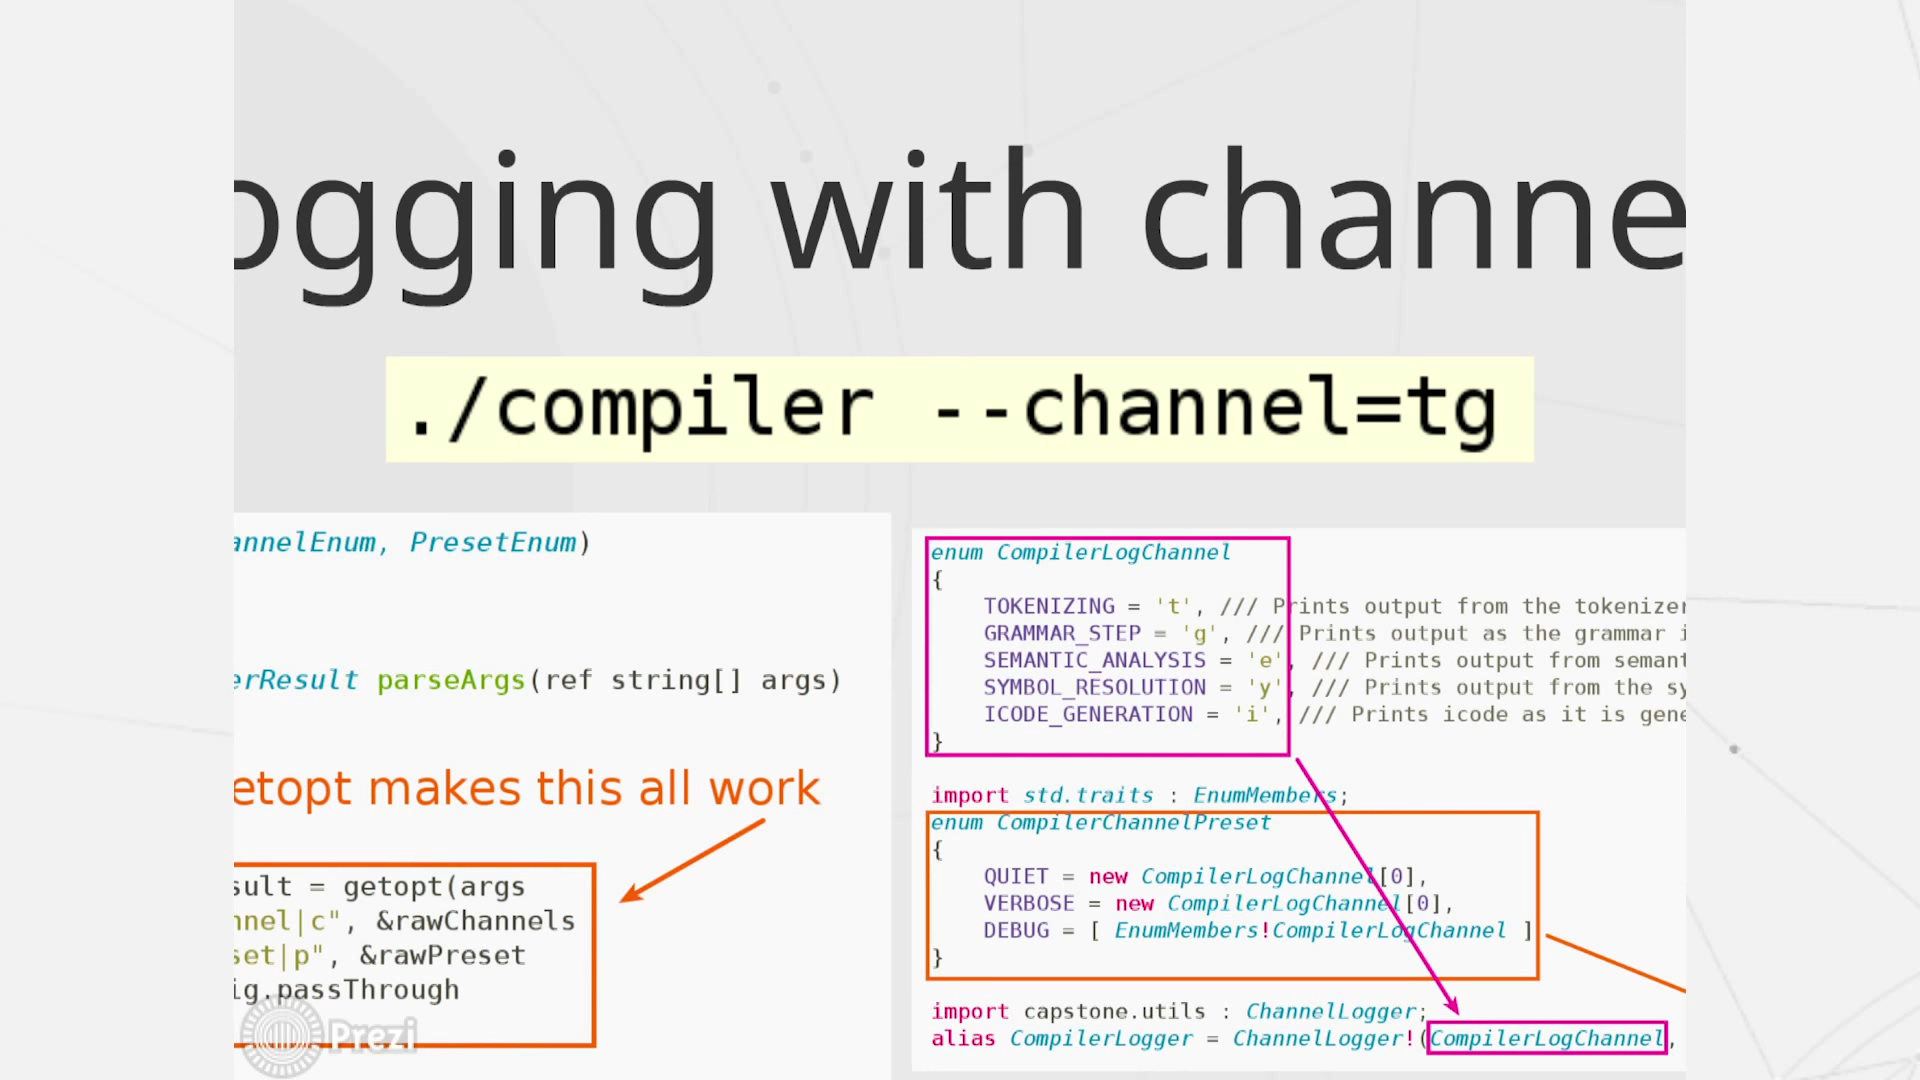 ogging with channe
./compiler --channel=tg
annelEnum, PresetEnum)
erResult parseArgs(ref string[] args)
etopt makes this all work
sult = getopt(args
nnel|c", &rawChannels
set|p", &rawPreset
ig.passThrough
Prezi
enum CompilerLogChannel
{
TOKENIZING = 't', /// Prints output from the tokenizer
GRAMMAR_STEP = 'g', /// Prints output as the grammar i
SEMANTIC_ANALYSIS = 'e', /// Prints output from semant
SYMBOL_RESOLUTION = 'y', /// Prints output from the sy
ICODE_GENERATION = 'i', /// Prints icode as it is gene
}
import std.traits : EnumMembers;
enum CompilerChannelPreset
{
QUIET = new CompilerLogChannel[0],
VERBOSE = new CompilerLogChannel[0],
DEBUG = [ EnumMembers!CompilerLogChannel ]
}
import capstone.utils : ChannelLogger;
alias CompilerLogger = ChannelLogger!(CompilerLogChannel,